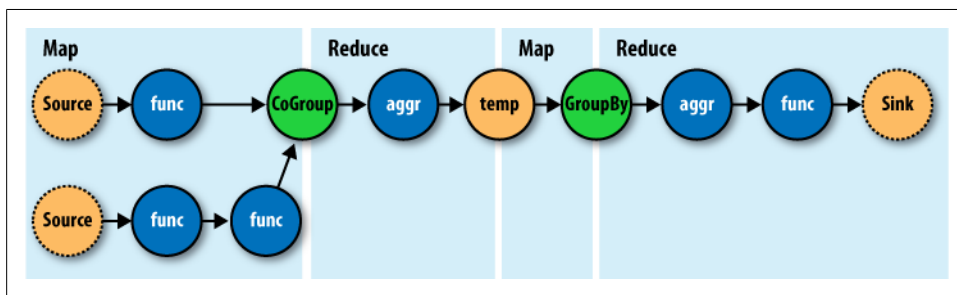 Map Reduce Map Reduce
Source func CoGroup aggr temp GroupBy aggr func Sink
Source func func